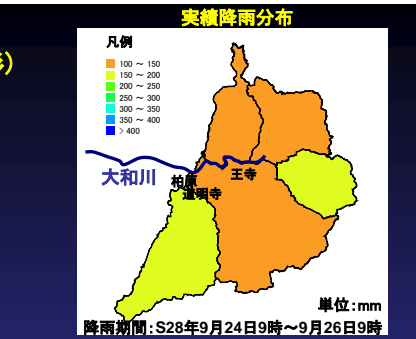 実績降雨分布
形）
凡例
100 ～ 150
150 ～ 200
200 ～ 250
250 ～ 300
300 ～ 350
350 ～ 400
> 400
大和川
柏原
王寺
道明寺
単位：mm
降雨期間：S28年9月24日9時～9月26日9時